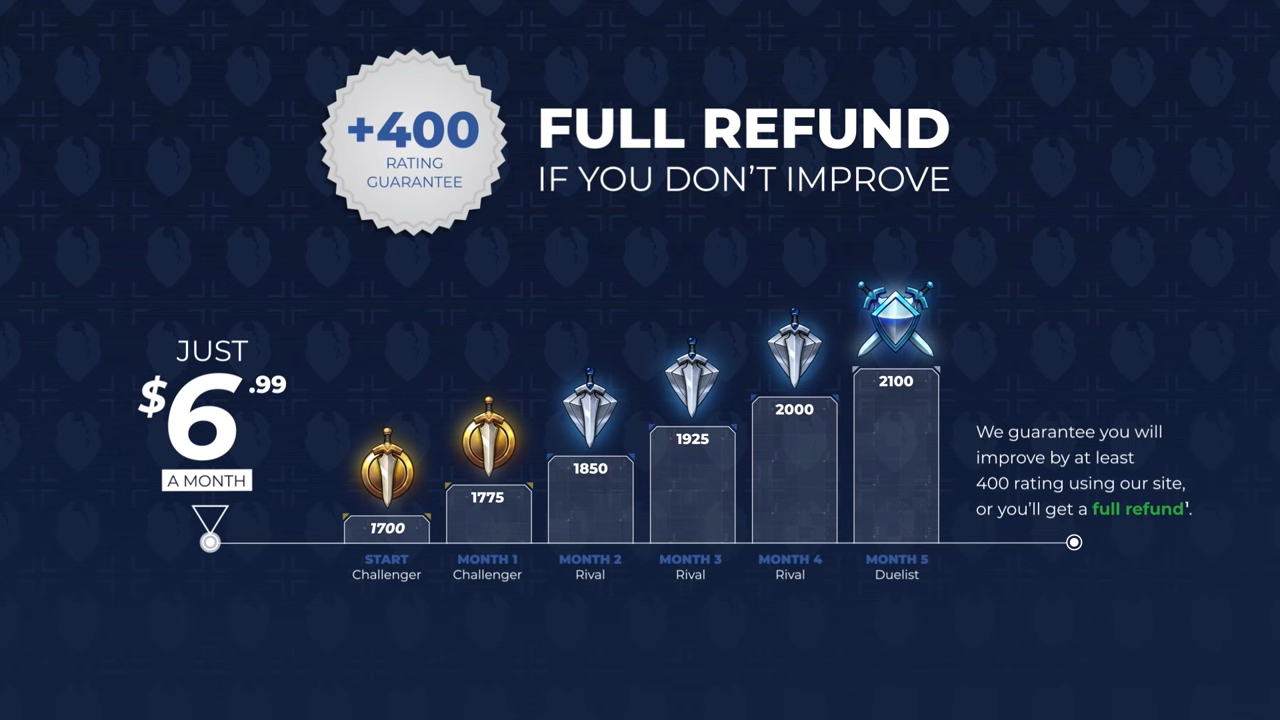 +400
RATING
GUARANTEE
FULL REFUND
IF YOU DON'T IMPROVE
JUST
$6.99
A MONTH
1700
1775
1850
1925
2000
2100
START
Challenger
MONTH 1
Challenger
MONTH 2
Rival
MONTH 3
Rival
MONTH 4
Rival
MONTH 5
Duelist
We guarantee you will
improve by at least
400 rating using our site,
or you'll get a full refund¹.